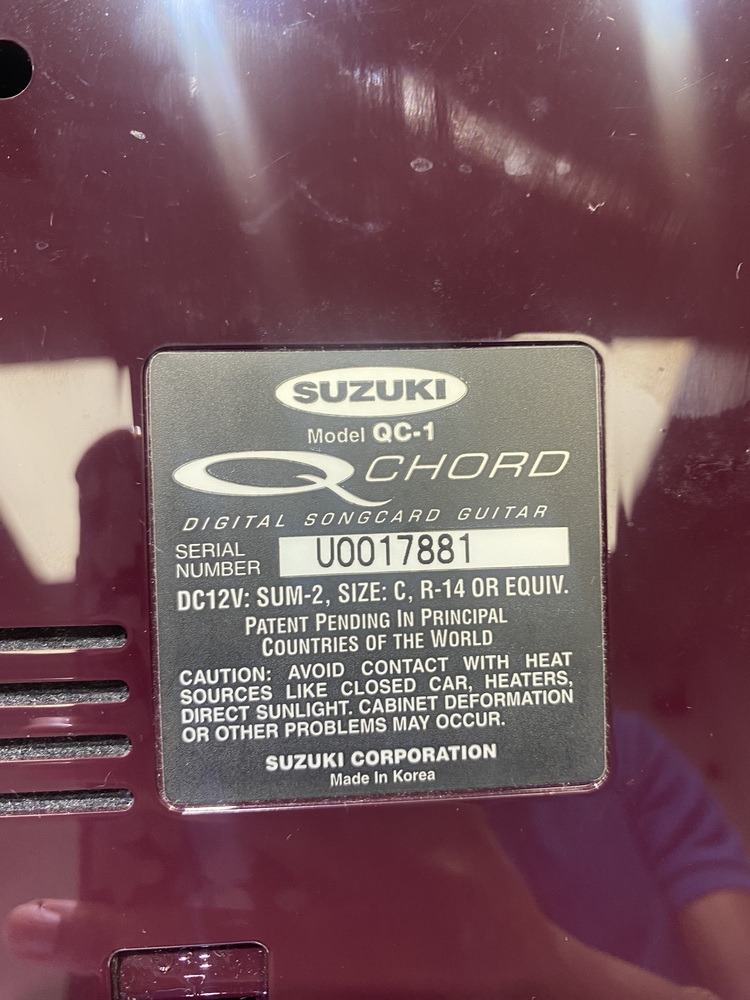 SUZUKI
Model QC-1
QCHORD
DIGITAL SONGCARD GUITAR
SERIAL NUMBER U0017881
DC12V: SUM-2, SIZE: C, R-14 OR EQUIV.
PATENT PENDING IN PRINCIPAL
COUNTRIES OF THE WORLD
CAUTION: AVOID CONTACT WITH HEAT
SOURCES LIKE CLOSED CAR, HEATERS,
DIRECT SUNLIGHT. CABINET DEFORMATION
OR OTHER PROBLEMS MAY OCCUR.
SUZUKI CORPORATION
Made In Korea